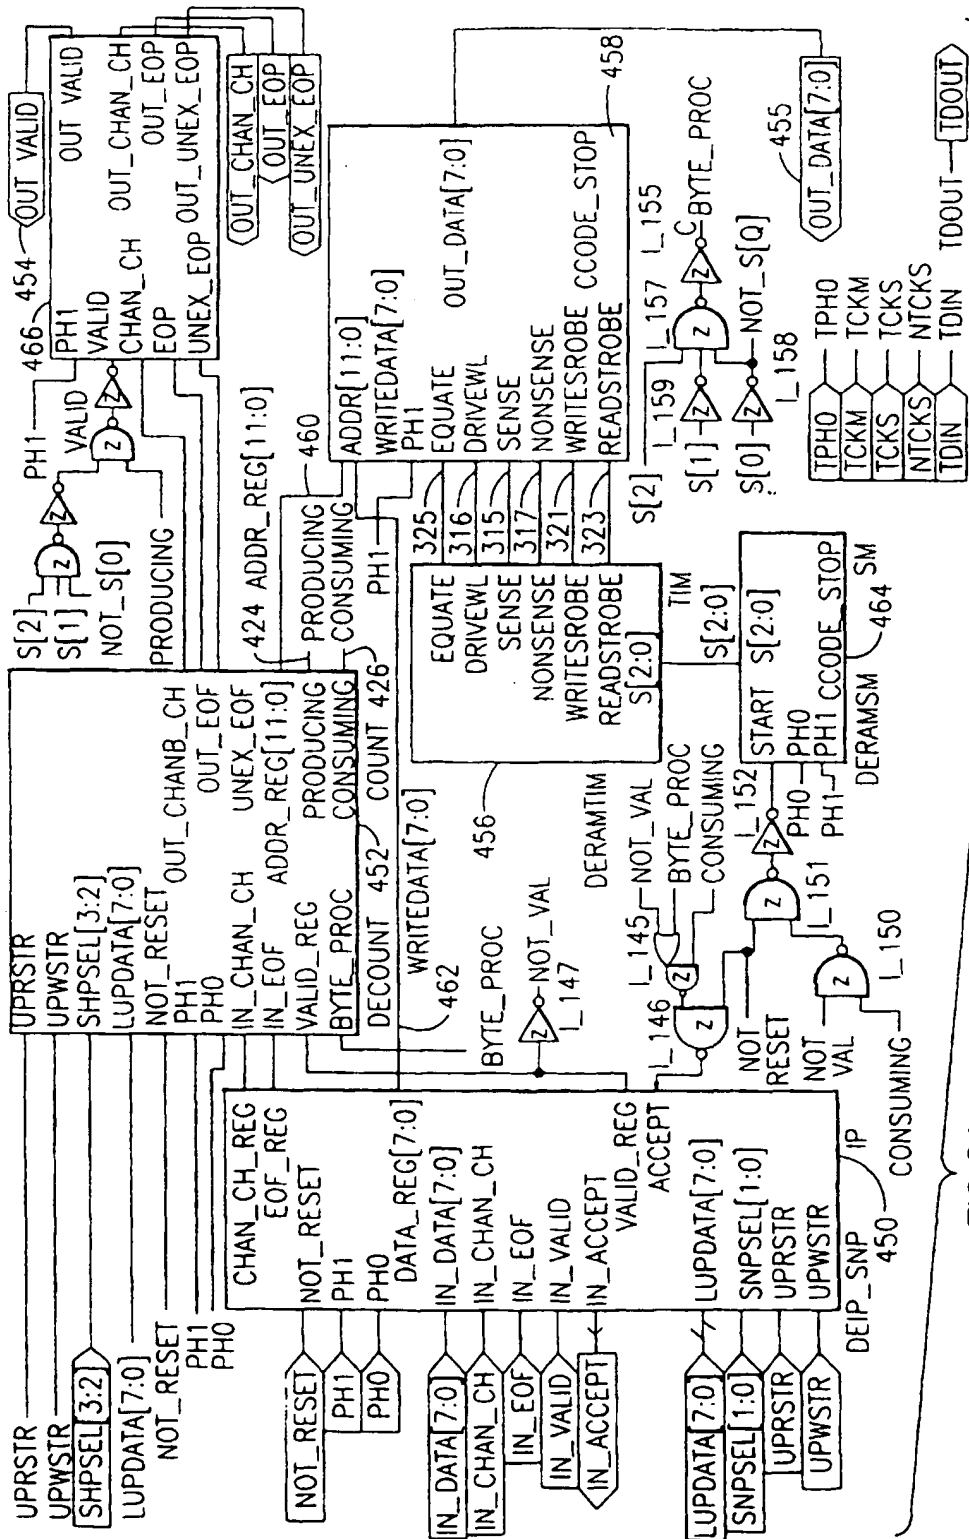 466
454
OUT VALID
PH1
VALID
CHAN_CH
EOP
UNEX_EOP
OUT VALID
OUT_CHAN_CH
OUT_EOP
OUT_UNEX_EOP
OUT_CHAN_CH
OUT_EOP
OUT_UNEX_EOP
PH1
VALID
Z
Z
Z
Z
S[2]
S[1]
NOT_S[0]
PRODUCING
460
424 ADDR_REG[11:0]
PRODUCING
CONSUMING
PH1
ADDR[11:0]
WRITEDATA[7:0]
PH1
EQUATE
DRIVEWL
SENSE
NONSENSE
WRITESROBE
READSTROBE
OUT_DATA[7:0]
CCODE_STOP
458
455
OUT_DATA[7:0]
325
316
315
317
321
323
EQUATE
DRIVEWL
SENSE
NONSENSE
WRITESROBE
READSTROBE
S[2:0]
TIM
456
DERAMTIM
S[2]
S[1]
S[0]
I_159
I_157
I_155
I_158
Z
Z
Z
Z
C
BYTE_PROC
NOT_S[Q]
TPH0
TCKM
TCKS
NTCKS
TDIN
TPH0
TCKM
TCKS
NTCKS
TDIN
TDOUT
TDOUT
S[2:0]
START
PH0
PH1
S[2:0]
CCODE_STOP
SM
464
DERAMSM
PH0
PH1
I_152
I_151
I_150
Z
Z
Z
NOT
VAL
CONSUMING
NOT
RESET
NOT_VAL
BYTE_PROC
CONSUMING
I_145
I_146
Z
Z
UPRSTR
UPWSTR
SHPSEL[3:2]
LUPDATA[7:0]
NOT_RESET
PH1
PH0
IN_CHAN_CH
IN_EOF
VALID_REG
BYTE_PROC
OUT_CHANB_CH
OUT_EOF
UNEX_EOF
ADDR_REG[11:0]
PRODUCING
CONSUMING
DECOUNT
452
COUNT
426
WRITEDATA[7:0]
462
BYTE_PROC
NOT_VAL
Z
I_147
UPRSTR
UPWSTR
SHPSEL[3:2]
LUPDATA[7:0]
NOT_RESET
PH1
PH0
CHAN_CH_REG
EOF_REG
NOT_RESET
PH1
PH0
DATA_REG[7:0]
IN_DATA[7:0]
IN_CHAN_CH
IN_EOF
IN_VALID
IN_ACCEPT
VALID_REG
ACCEPT
LUPDATA[7:0]
SNPSEL[1:0]
UPRSTR
UPWSTR
IP
DEIP_SNP
450
NOT_RESET
PH1
PH0
IN_DATA[7:0]
IN_CHAN_CH
IN_EOF
IN_VALID
IN_ACCEPT
LUPDATA[7:0]
SNPSEL[1:0]
UPRSTR
UPWSTR